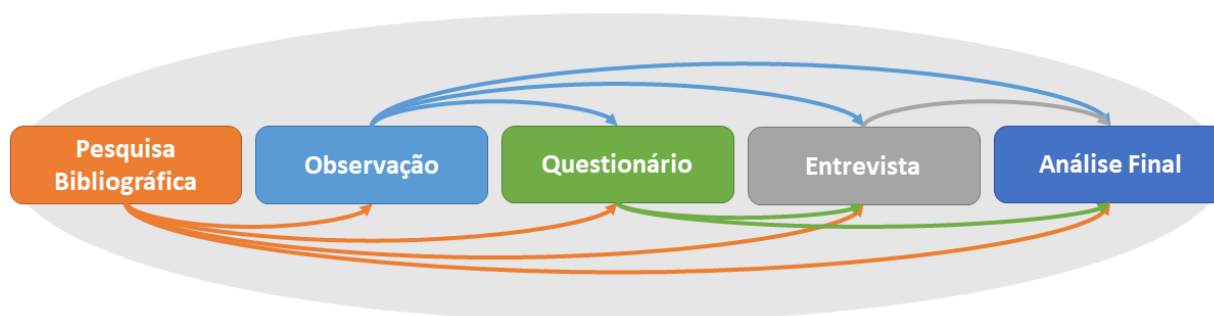 Pesquisa
Bibliográfica
Observação
Questionário
Entrevista
Análise Final